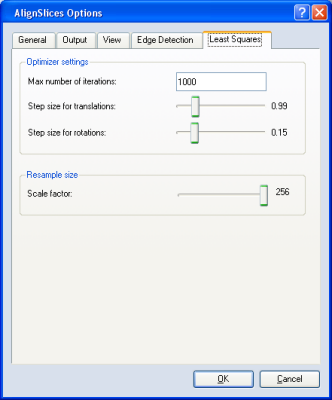 AlignSlices Options
General Output View Edge Detection Least Squares
Optimizer settings
Max number of iterations: 1000
Step size for translations: 0.99
Step size for rotations: 0.15
Resample size
Scale factor: 256
OK Cancel